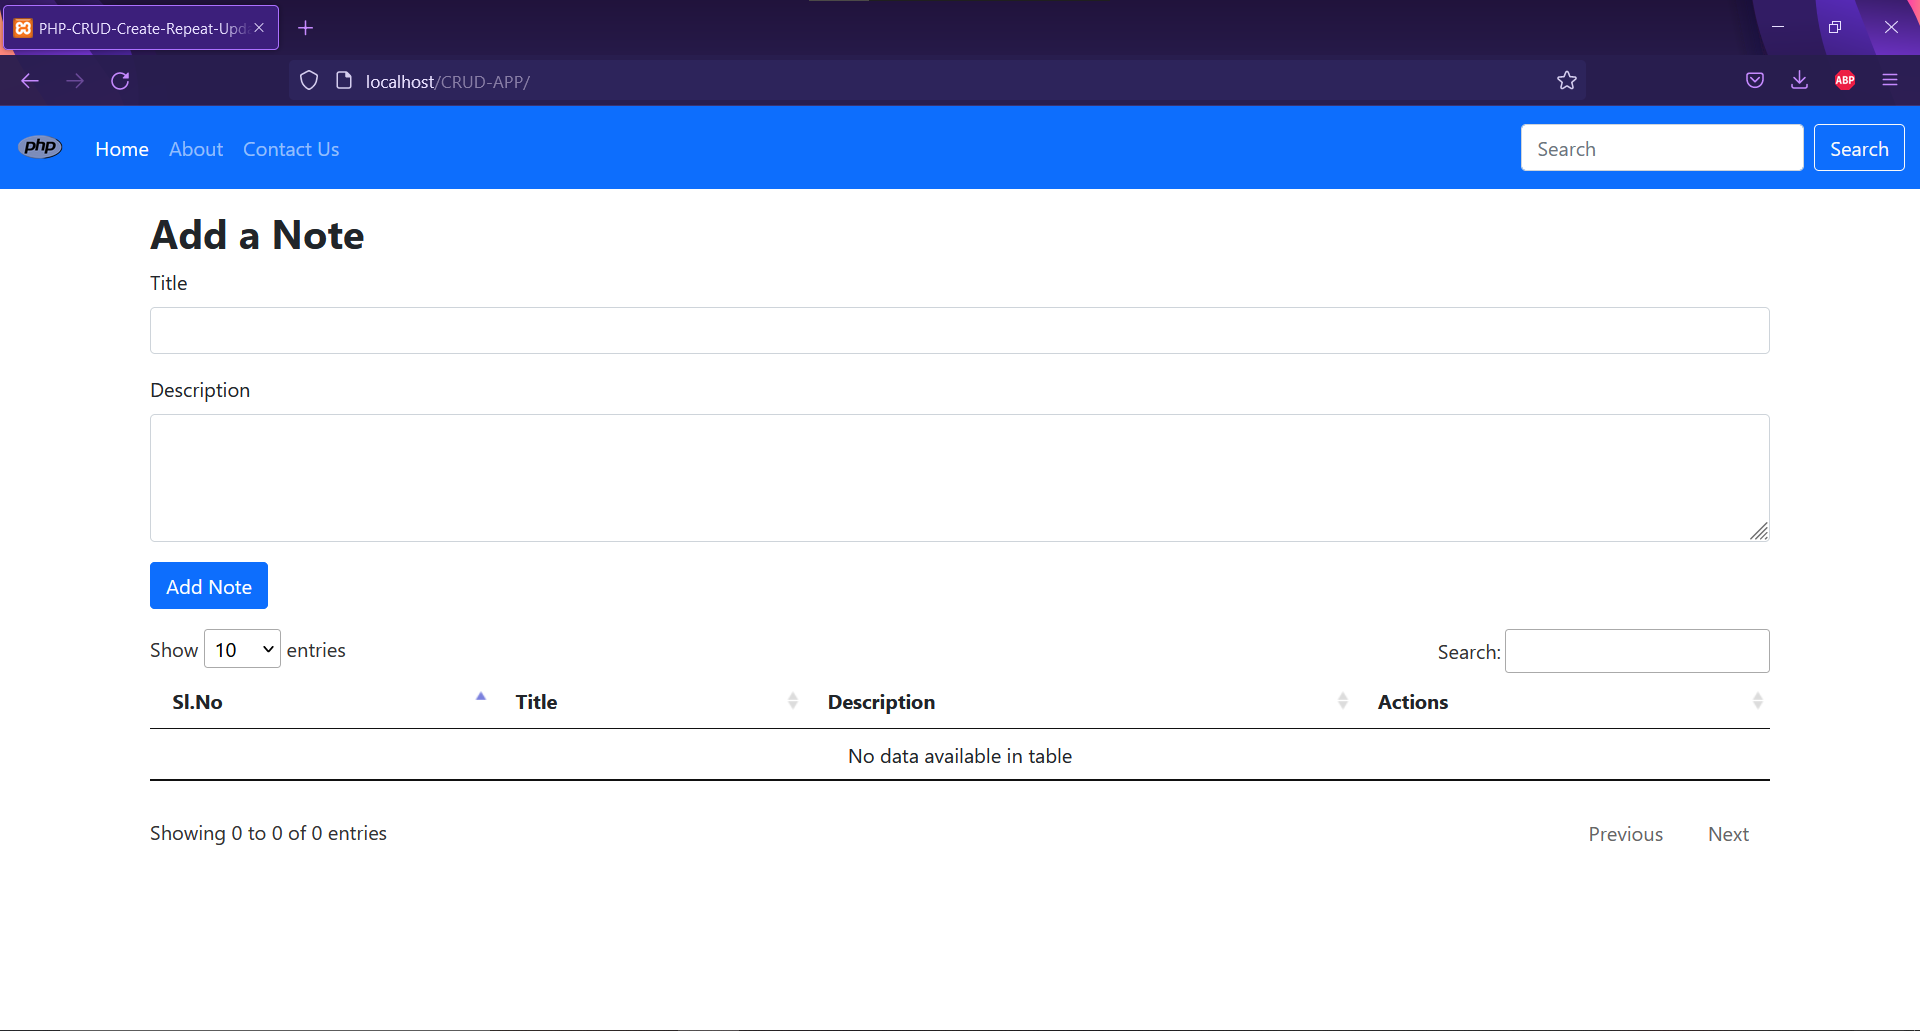 PHP-CRUD-Create-Repeat-Upd
localhost/CRUD-APP/
ABP
php Home About Contact Us Search Search
Add a Note
Title
Description
Add Note
Show 10 entries Search:
Sl.No Title Description Actions
No data available in table
Showing 0 to 0 of 0 entries Previous Next